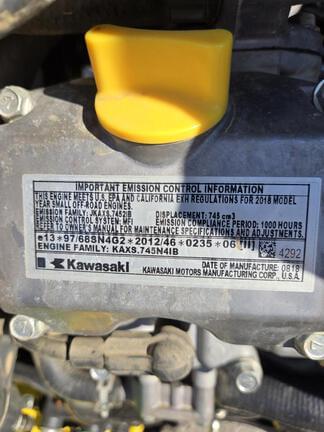 IMPORTANT EMISSION CONTROL INFORMATION
THIS ENGINE MEETS U.S. EPA AND CALIFORNIA EXH REGULATIONS FOR 2018 MODEL
YEAR SMALL OFF-ROAD ENGINES.
EMISSION FAMILY: JKAXS.7452IB DISPLACEMENT: 745 cm3
EMISSION CONTROL SYSTEM: MFI EMISSION COMPLIANCE PERIOD: 1000 HOURS
REFER TO OWNER'S MANUAL FOR MAINTENANCE SPECIFICATIONS AND ADJUSTMENTS.
e13*97/68SN4G2*2012/46*0235*06 [II]
4292
ENGINE FAMILY: KAXS.745N4IB
Kawasaki
DATE OF MANUFACTURE: 0818
KAWASAKI MOTORS MANUFACTURING CORP., U.S.A.